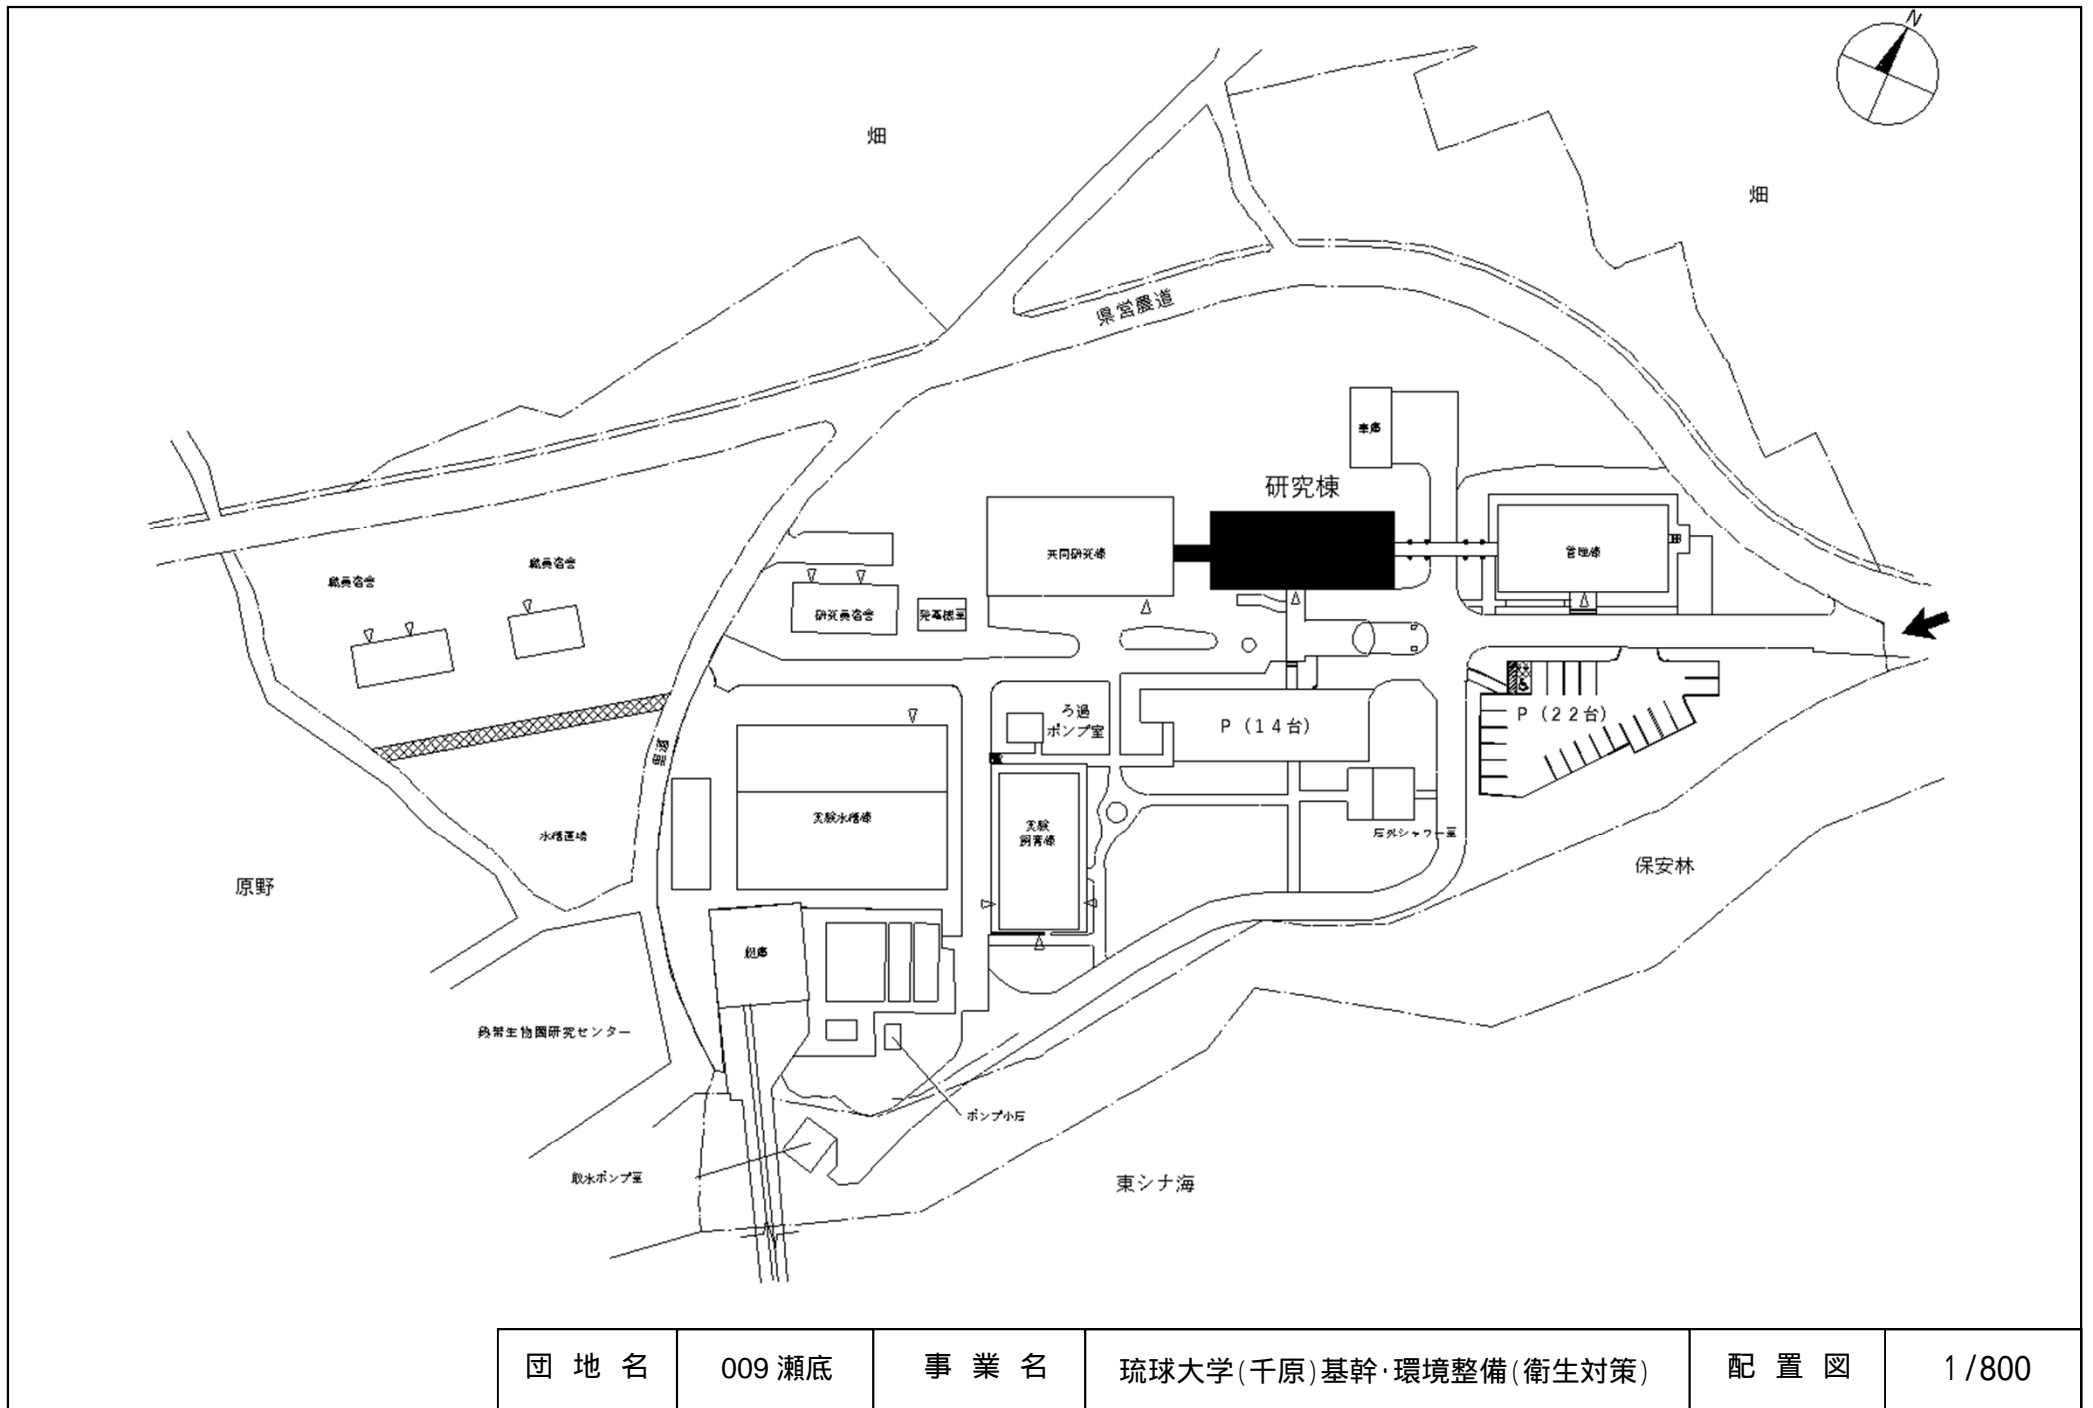 N
畑
畑
県営農道
車庫
研究棟
共同研究棟
管理棟
職員宿舎
職員宿舎
研究員宿舎
発電機室
ろ過
ポンプ室
P（14台）
P（22台）
里道
実験水槽棟
実験
飼育棟
水槽置場
屋外シャワー室
原野
保安林
艇庫
熱帯生物圏研究センター
ポンプ小屋
取水ポンプ室
東シナ海
団地名
009 瀬底
事業名
琉球大学(千原)基幹･環境整備(衛生対策)
配置図
1/800